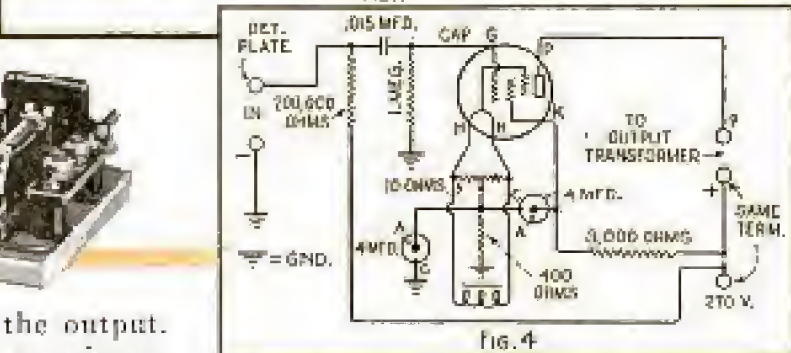 DET.
PLATE
.015 MFD.
CAP
G
P
1 MEG.
200,000
OHMS
IN
K
H
H
TO
OUTPUT
TRANSFORMER
P
+
SAME
TERM.
10 OHMS
4 MFD.
A
C
A
4 MFD.
C
3,000 OHMS
400
OHMS
= GND.
270 V.
FIG. 4
the output.